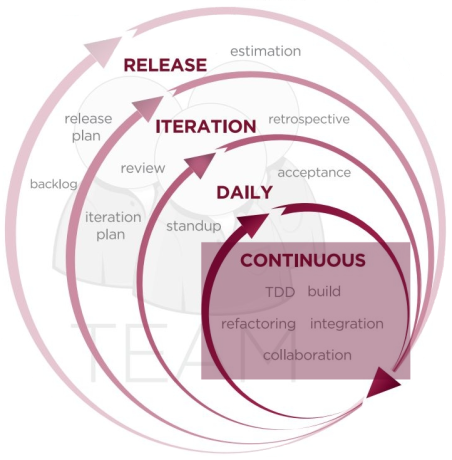 estimation
RELEASE
release
plan
retrospective
ITERATION
review
acceptance
backlog
DAILY
iteration
plan
standup
CONTINUOUS
TDD build
refactoring integration
collaboration
TEAM